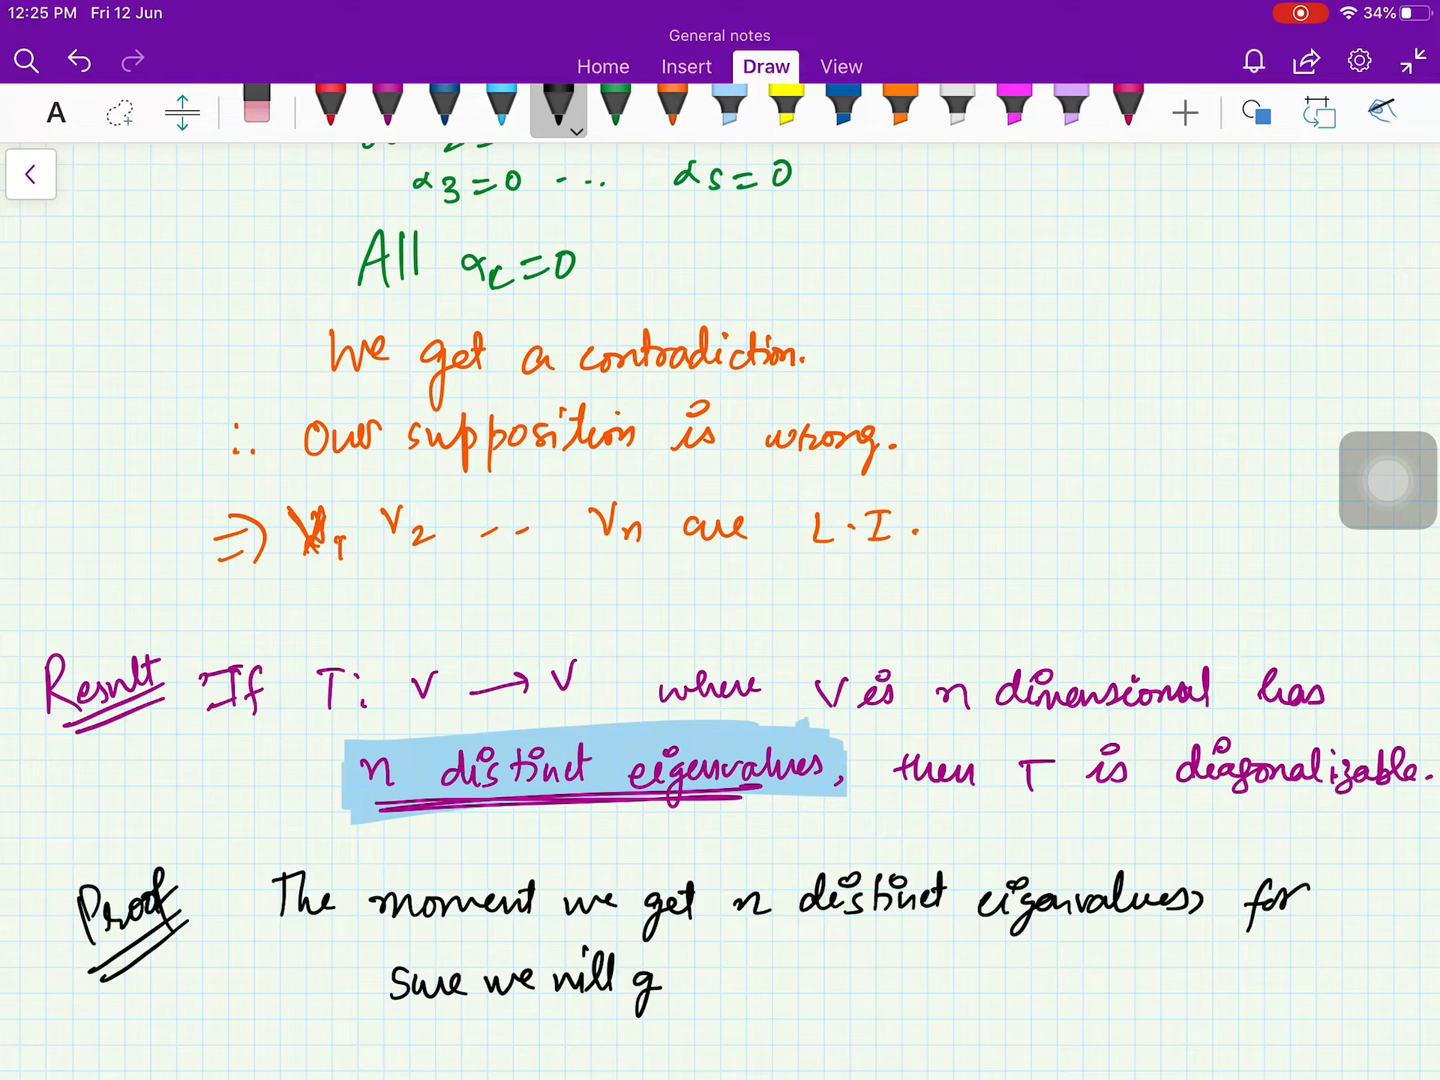 12:25 PM Fri 12 Jun
34%
General notes
Home Insert Draw View
A
α3=0 ... αs=0
All αi=0
We get a contradiction.
∴ Our supposition is wrong.
⇒ V1 V2 ... Vn are L.I.
Result If T: V → V where V is n dimensional has
n distinct eigenvalues, then T is diagonalizable.
Proof The moment we get n distinct eigenvalues, for
sure we will g